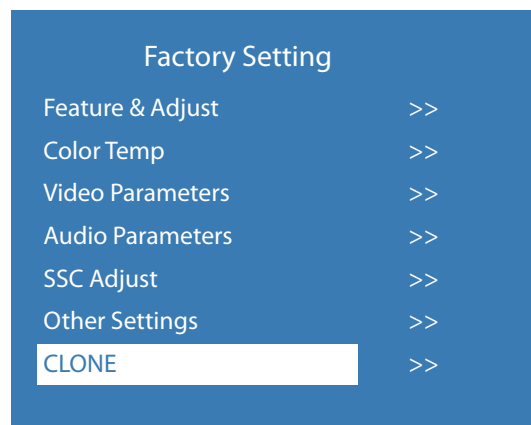 Factory Setting
Feature & Adjust >>
Color Temp >>
Video Parameters >>
Audio Parameters >>
SSC Adjust >>
Other Settings >>
CLONE >>